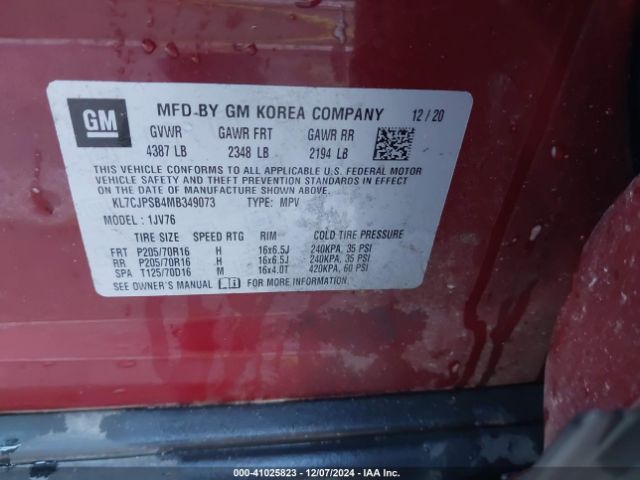 GM
MFD BY GM KOREA COMPANY 12/20
GVWR GAWR FRT GAWR RR
4387 LB 2348 LB 2194 LB
THIS VEHICLE CONFORMS TO ALL APPLICABLE U.S. FEDERAL MOTOR
VEHICLE SAFETY AND THEFT PREVENTION STANDARDS IN EFFECT
ON THE DATE OF MANUFACTURE SHOWN ABOVE.
KL7CJPSB4MB349073 TYPE: MPV
MODEL: 1JV76
TIRE SIZE SPEED RTG RIM COLD TIRE PRESSURE
FRT P205/70R16 H 16x6.5J 240KPA, 35 PSI
RR P205/70R16 H 16x6.5J 240KPA, 35 PSI
SPA T125/70D16 M 16x4.0T 420KPA, 60 PSI
SEE OWNER'S MANUAL FOR MORE INFORMATION.
000-41025823 - 12/07/2024 - IAA Inc.